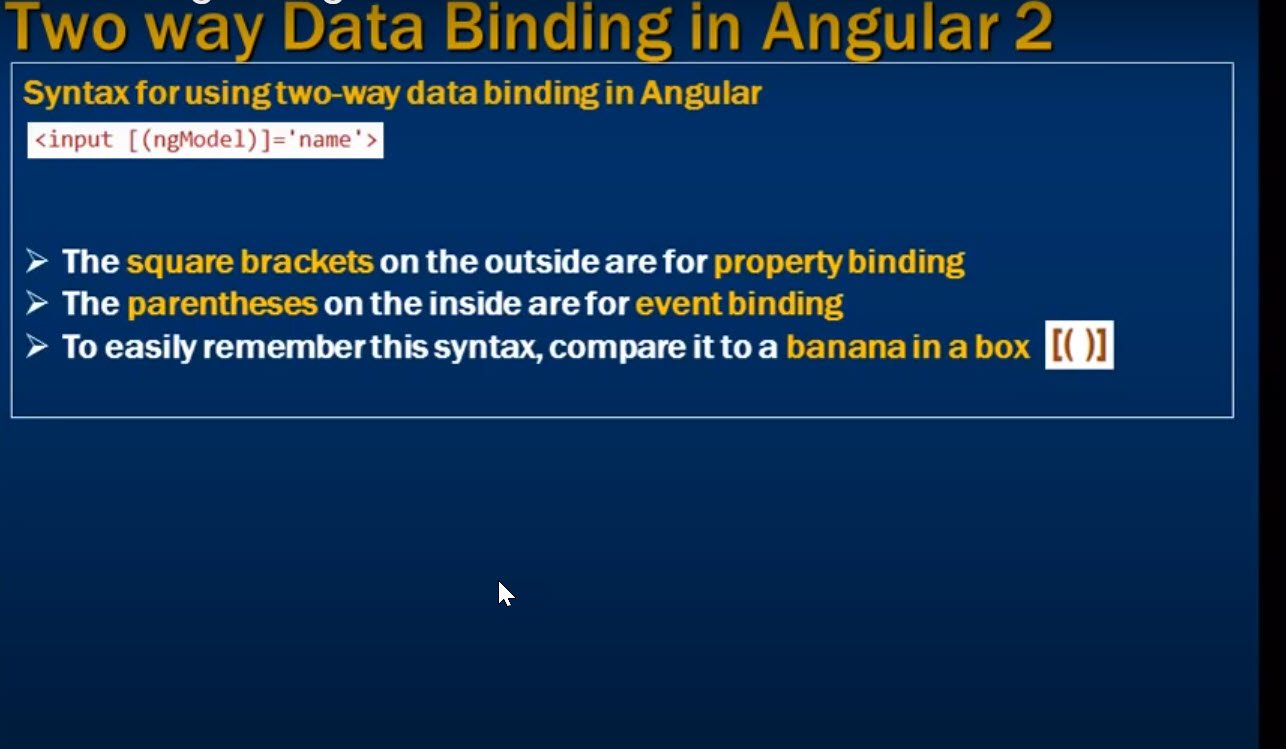 Two way Data Binding in Angular 2
Syntax for using two-way data binding in Angular
<input [(ngModel)]='name'>
➢ The square brackets on the outside are for property binding
➢ The parentheses on the inside are for event binding
➢ To easily remember this syntax, compare it to a banana in a box [( )]